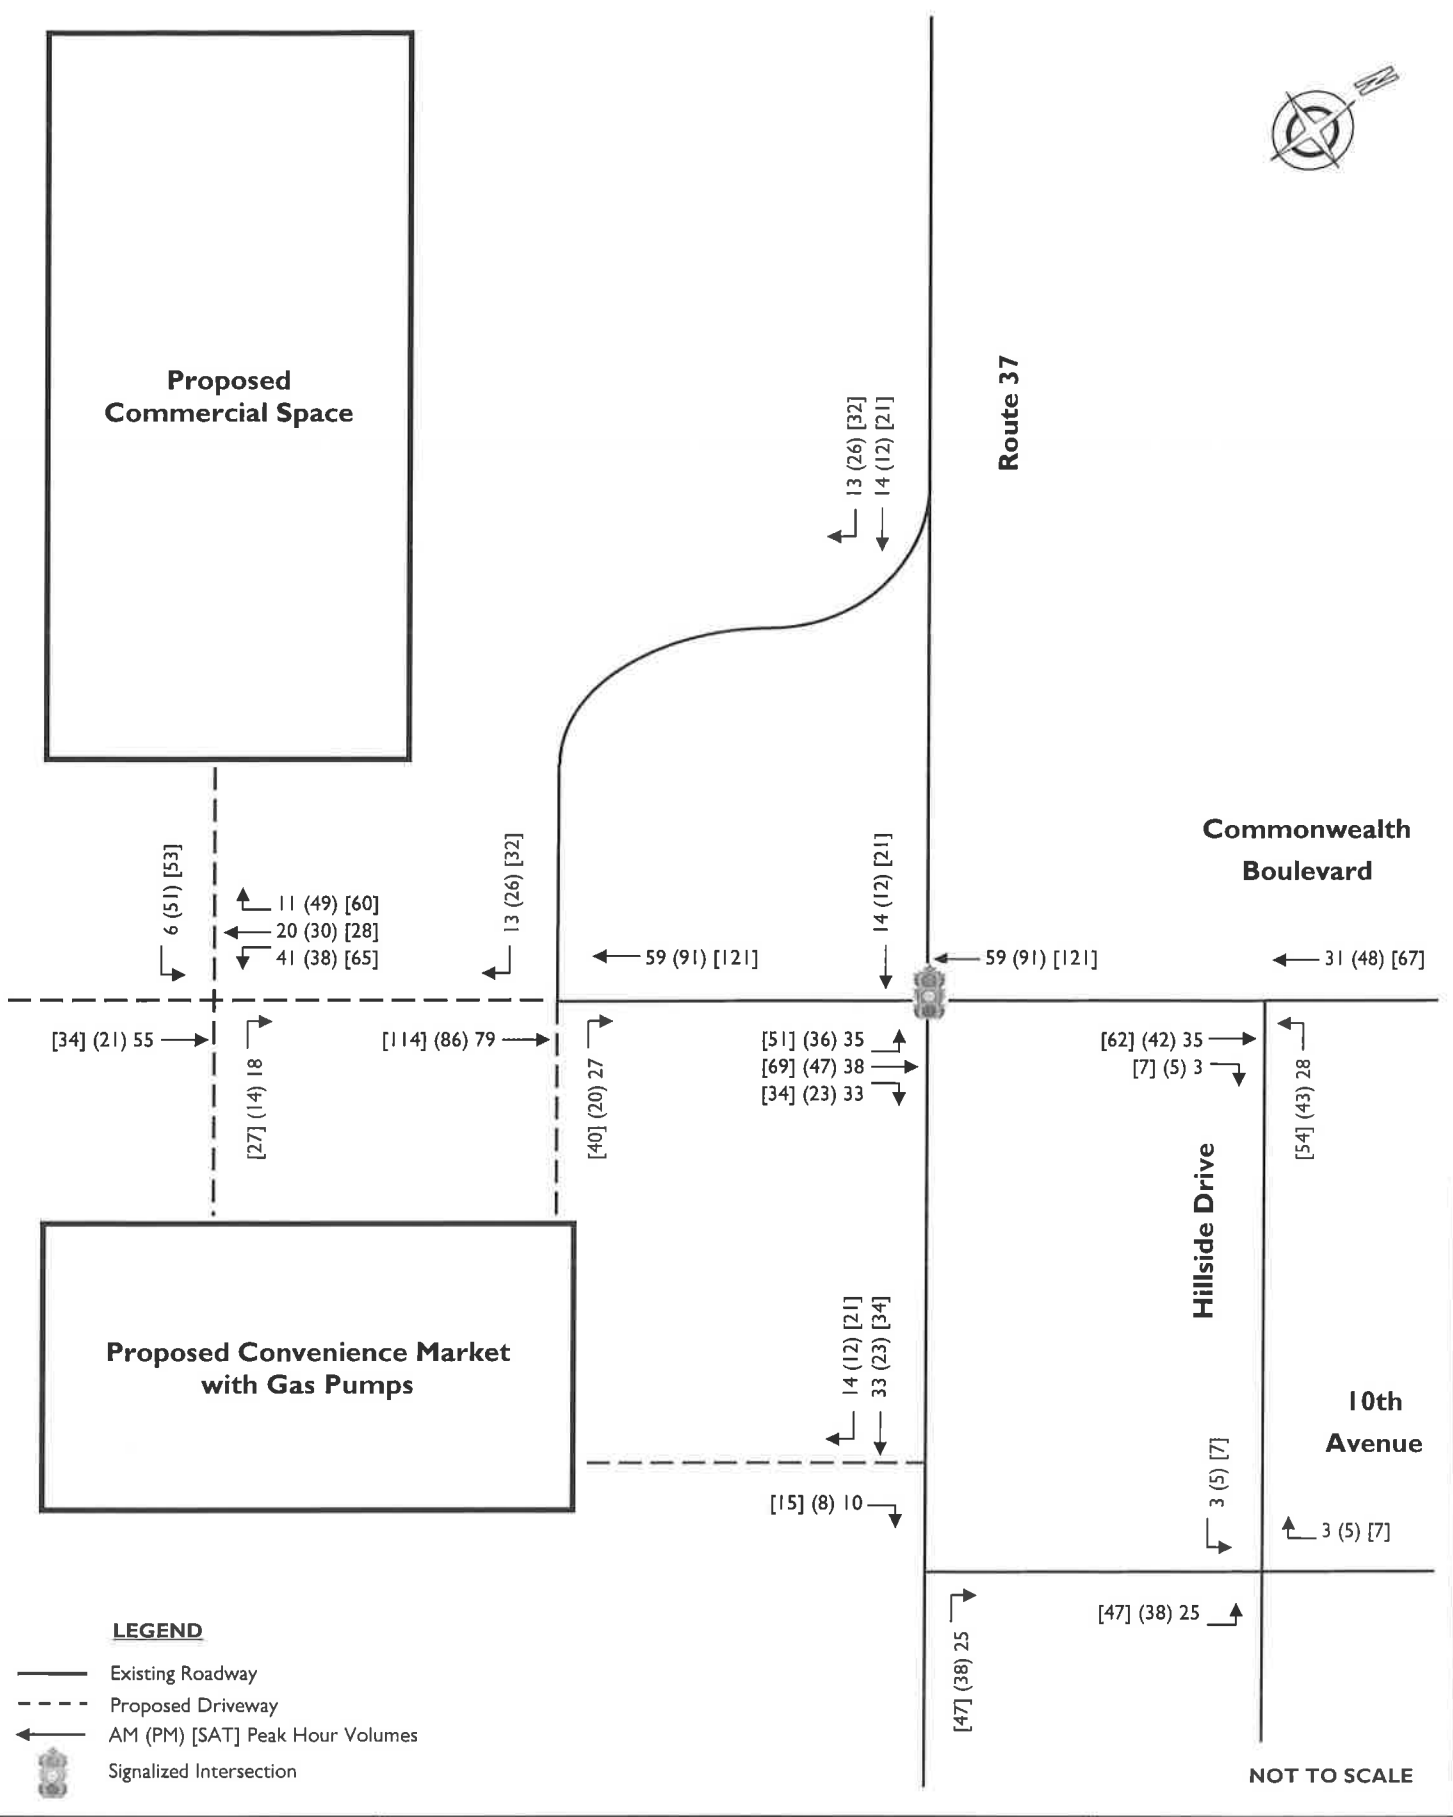 N
Proposed
Commercial Space
Route 37
13 (26) [32]
14 (12) [21]
Commonwealth
Boulevard
6 (51) [53]
11 (49) [60]
20 (30) [28]
41 (38) [65]
13 (26) [32]
59 (91) [121]
14 (12) [21]
59 (91) [121]
31 (48) [67]
[34] (21) 55
[27] (14) 18
[114] (86) 79
[40] (20) 27
[51] (36) 35
[69] (47) 38
[34] (23) 33
[62] (42) 35
[7] (5) 3
[54] (43) 28
Hillside Drive
Proposed Convenience Market
with Gas Pumps
14 (12) [21]
33 (23) [34]
10th
Avenue
[15] (8) 10
3 (5) [7]
3 (5) [7]
[47] (38) 25
[47] (38) 25
LEGEND
Existing Roadway
Proposed Driveway
AM (PM) [SAT] Peak Hour Volumes
Signalized Intersection
NOT TO SCALE